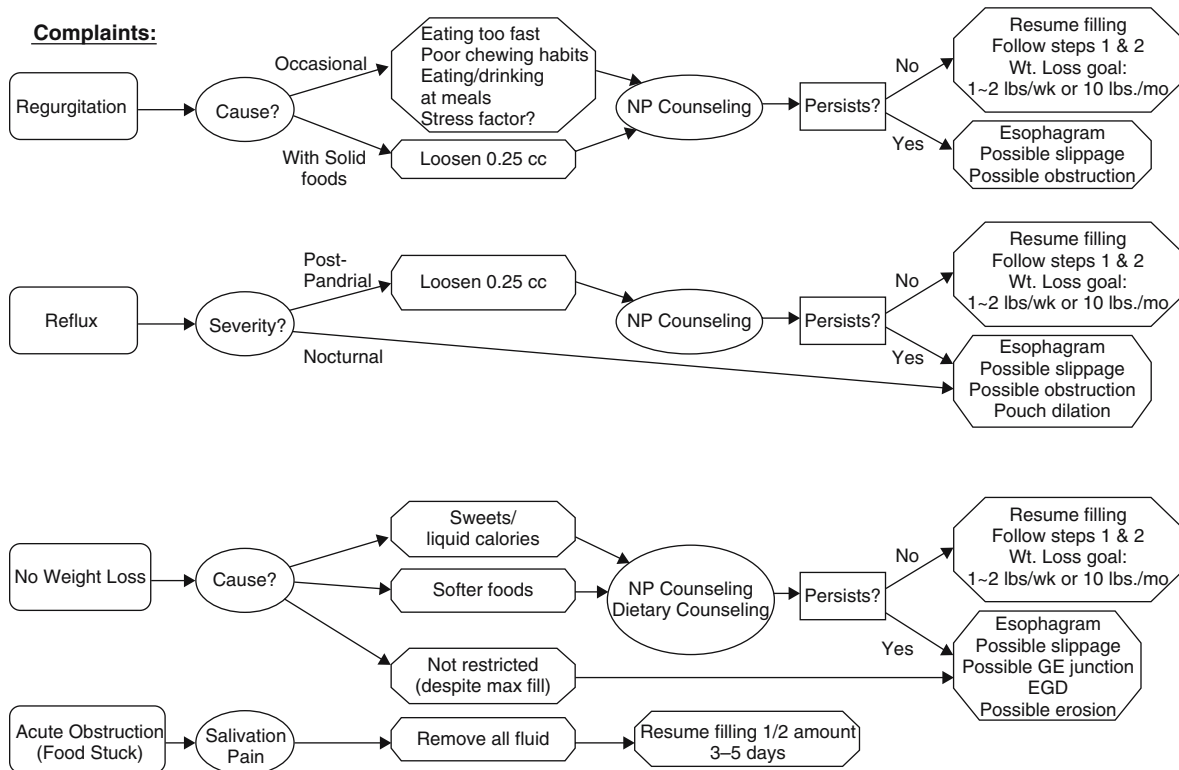 Complaints:
Regurgitation
Cause?
Occasional
With Solid
foods
Eating too fast
Poor chewing habits
Eating/drinking
at meals
Stress factor?
Loosen 0.25 cc
NP Counseling
Persists?
No
Yes
Resume filling
Follow steps 1 & 2
Wt. Loss goal:
1~2 lbs/wk or 10 lbs./mo
Esophagram
Possible slippage
Possible obstruction
Reflux
Severity?
Post-
Pandrial
Nocturnal
Loosen 0.25 cc
NP Counseling
Persists?
No
Yes
Resume filling
Follow steps 1 & 2
Wt. Loss goal:
1~2 lbs/wk or 10 lbs./mo
Esophagram
Possible slippage
Possible obstruction
Pouch dilation
No Weight Loss
Cause?
Sweets/
liquid calories
Softer foods
Not restricted
(despite max fill)
NP Counseling
Dietary Counseling
Persists?
No
Yes
Resume filling
Follow steps 1 & 2
Wt. Loss goal:
1~2 lbs/wk or 10 lbs./mo
Esophagram
Possible slippage
Possible GE junction
EGD
Possible erosion
Acute Obstruction
(Food Stuck)
Salivation
Pain
Remove all fluid
Resume filling 1/2 amount
3–5 days